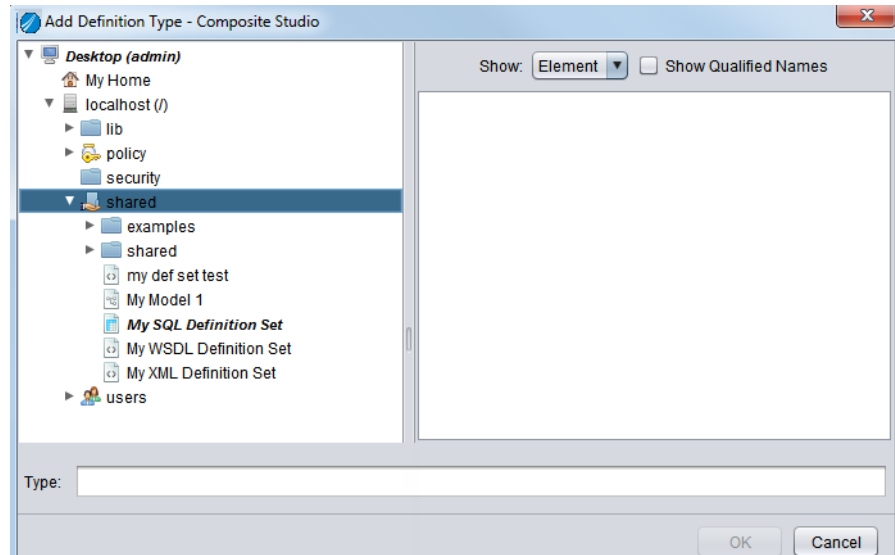 Add Definition Type - Composite Studio
Desktop (admin)
My Home
localhost (/)
lib
policy
security
shared
examples
shared
my def set test
My Model 1
My SQL Definition Set
My WSDL Definition Set
My XML Definition Set
users
Show: Element Show Qualified Names
Type:
OK Cancel